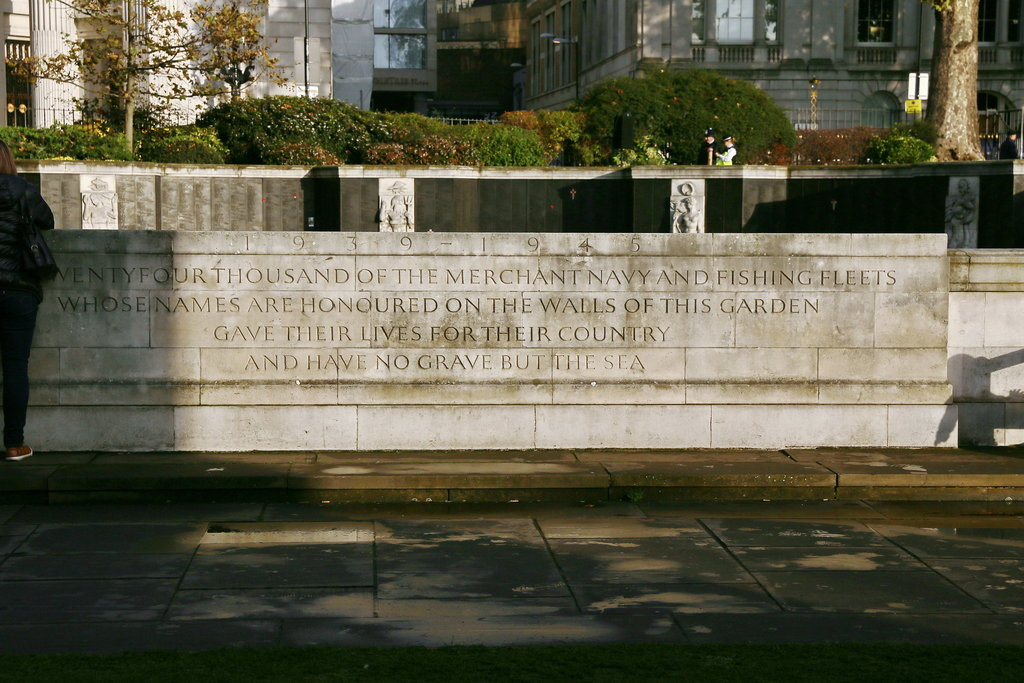 1939-1945
WENTYFOUR THOUSAND OF THE MERCHANT NAVY AND FISHING FLEETS
WHOSE NAMES ARE HONOURED ON THE WALLS OF THIS GARDEN
GAVE THEIR LIVES FOR THEIR COUNTRY
AND HAVE NO GRAVE BUT THE SEA